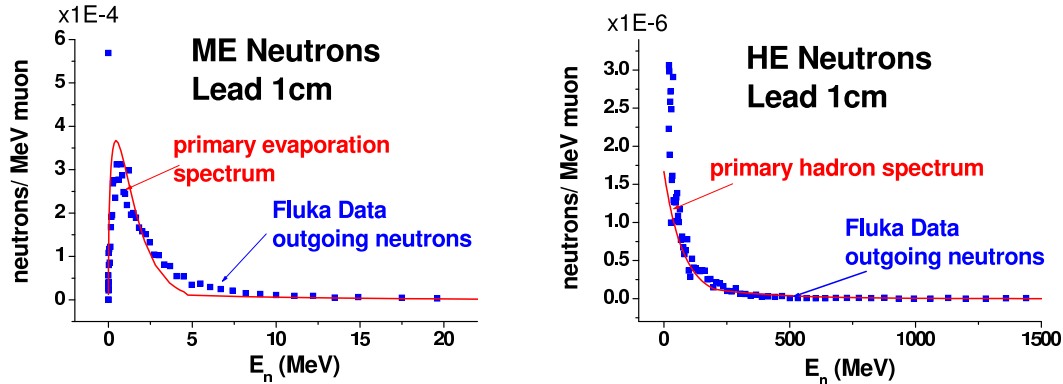 x1E-4
ME Neutrons
Lead 1cm
primary evaporation
spectrum
Fluka Data
outgoing neutrons
neutrons/ MeV muon
6
5
4
3
2
1
0
0 5 10 15 20
E_n (MeV)
x1E-6
HE Neutrons
Lead 1cm
primary hadron spectrum
Fluka Data
outgoing neutrons
neutrons/ MeV muon
3.0
2.5
2.0
1.5
1.0
0.5
0.0
0 500 1000 1500
E_n (MeV)